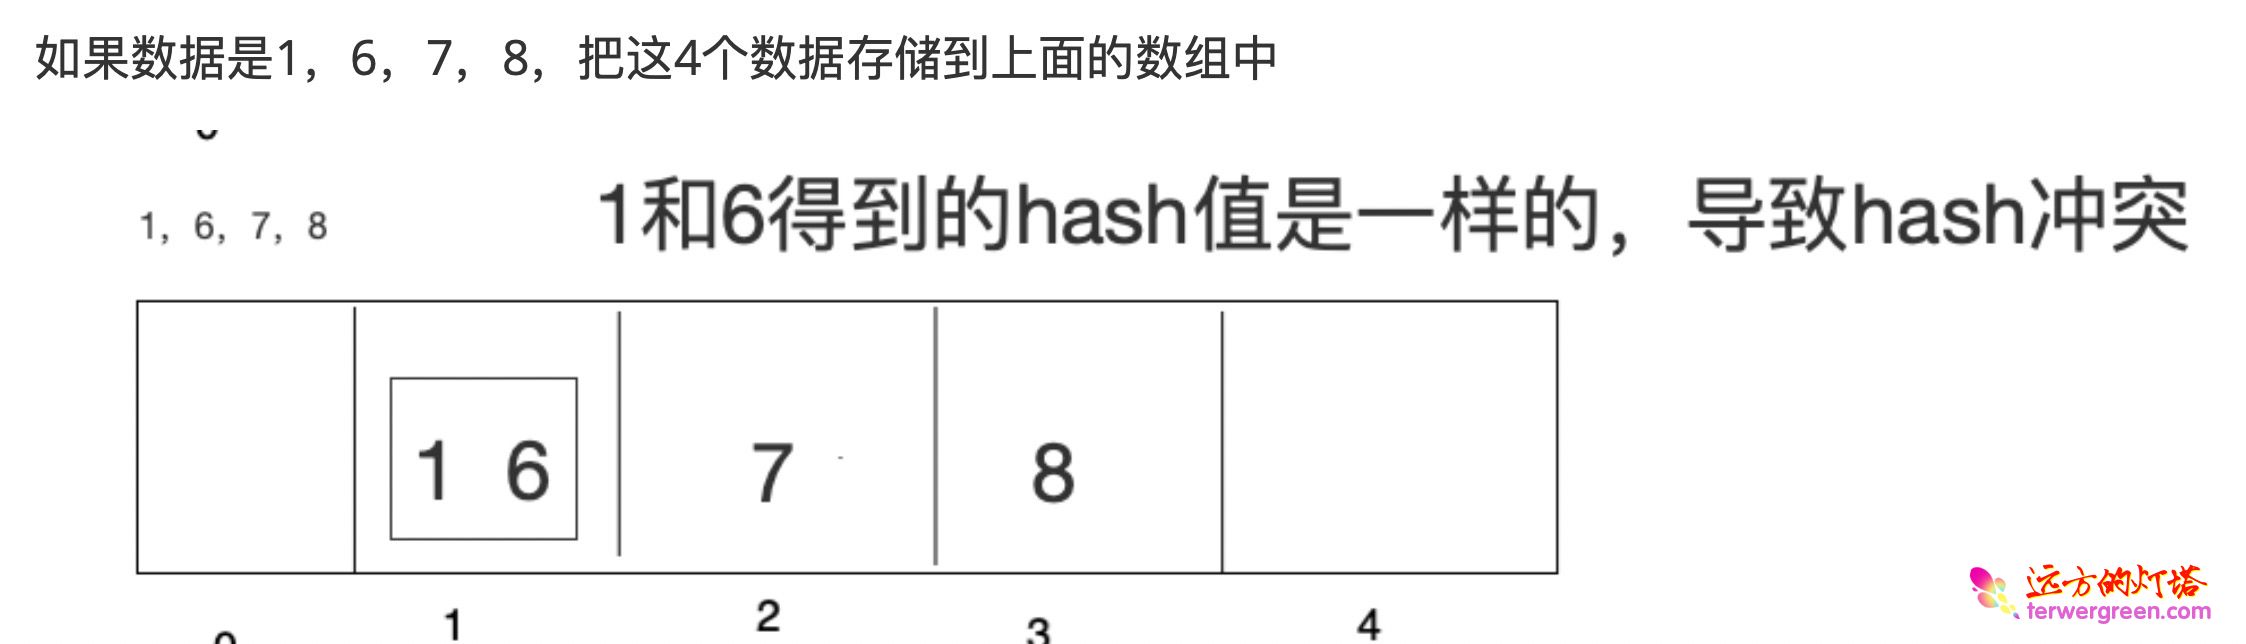 如果数据是1，6，7，8，把这4个数据存储到上面的数组中
1，6，7，8
1和6得到的hash值是一样的，导致hash冲突
1 6 7 8
0 1 2 3 4
远方的灯塔
terwergreen.com